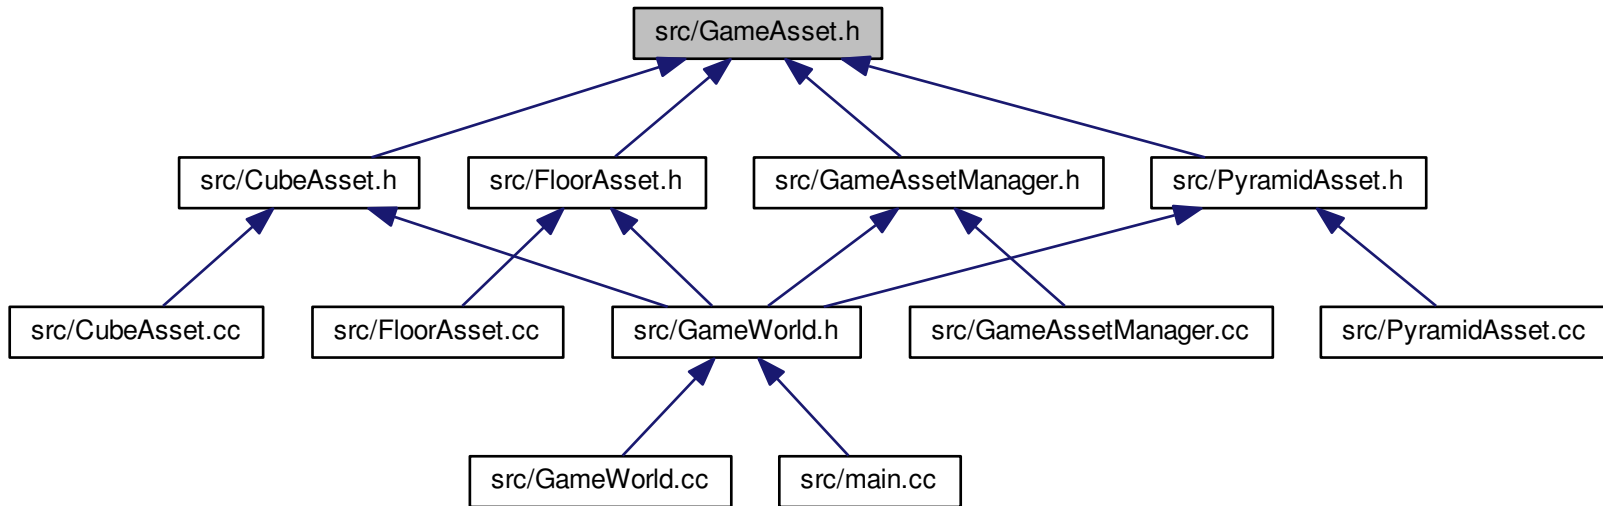 src/GameAsset.h
src/CubeAsset.h
src/FloorAsset.h
src/GameAssetManager.h
src/PyramidAsset.h
src/CubeAsset.cc
src/FloorAsset.cc
src/GameWorld.h
src/GameAssetManager.cc
src/PyramidAsset.cc
src/GameWorld.cc
src/main.cc